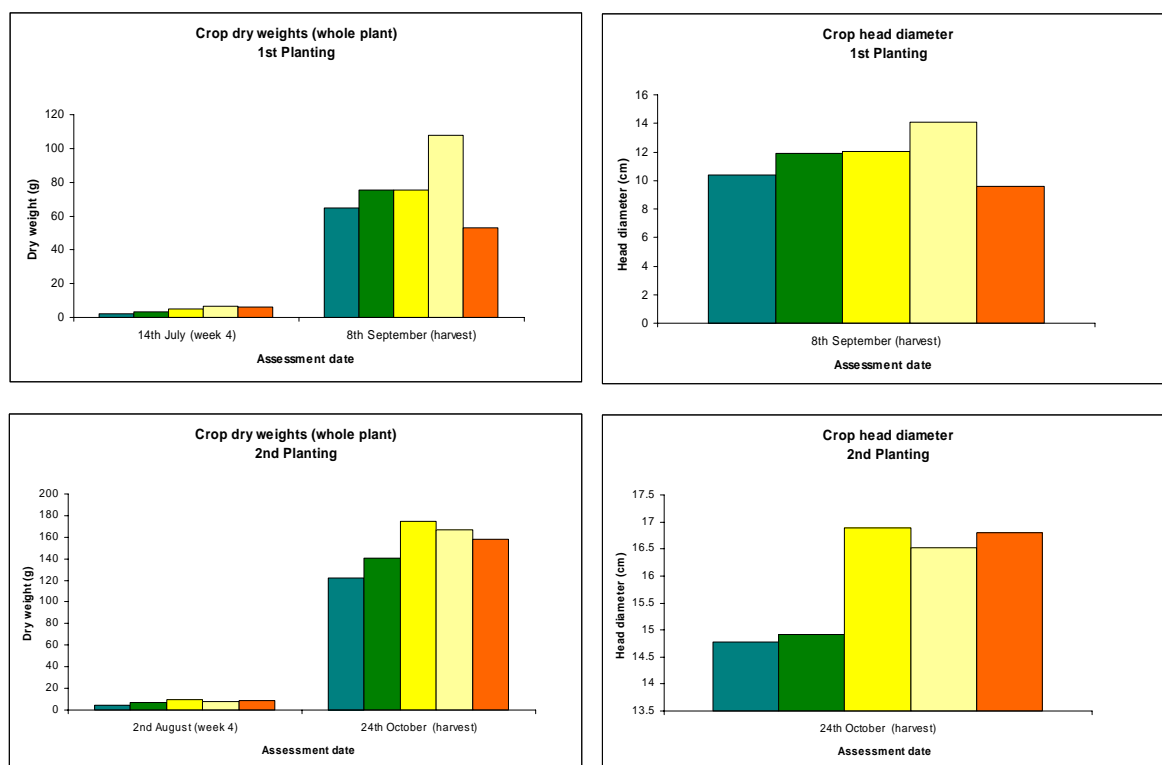 Crop dry weights (whole plant)
1st Planting
Dry weight (g)
120
100
80
60
40
20
0
14th July (week 4)
8th September (harvest)
Assessment date
Crop head diameter
1st Planting
Head diameter (cm)
16
14
12
10
8
6
4
2
0
8th September (harvest)
Assessment date
Crop dry weights (whole plant)
2nd Planting
Dry weight (g)
200
180
160
140
120
100
80
60
40
20
0
2nd August (week 4)
24th October (harvest)
Assessment date
Crop head diameter
2nd Planting
Head diameter (cm)
17.5
17
16.5
16
15.5
15
14.5
14
13.5
24th October (harvest)
Assessment date